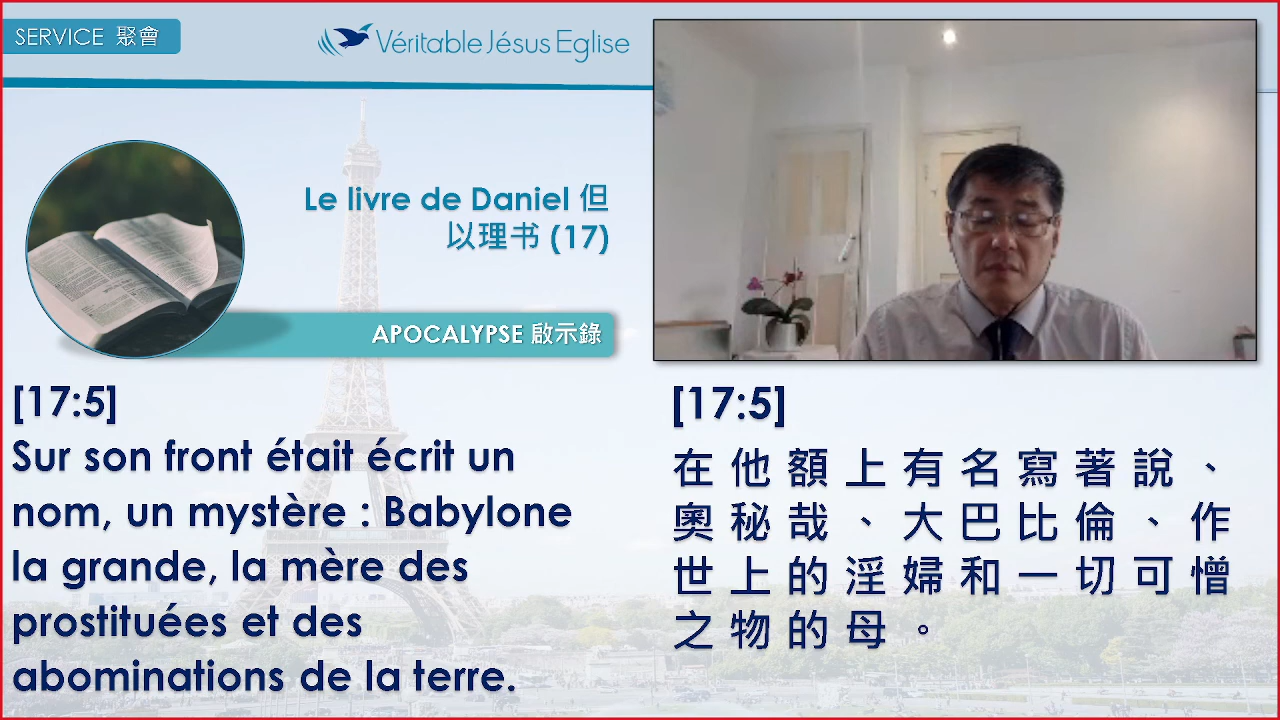 SERVICE 聚會
Véritable Jésus Eglise
Le livre de Daniel 但
以理书 (17)
APOCALYPSE 啟示錄
[17:5]
Sur son front était écrit un
nom, un mystère : Babylone
la grande, la mère des
prostituées et des
abominations de la terre.
[17:5]
在他額上有名寫著說、
奧秘哉、大巴比倫、作
世上的淫婦和一切可憎
之物的母。